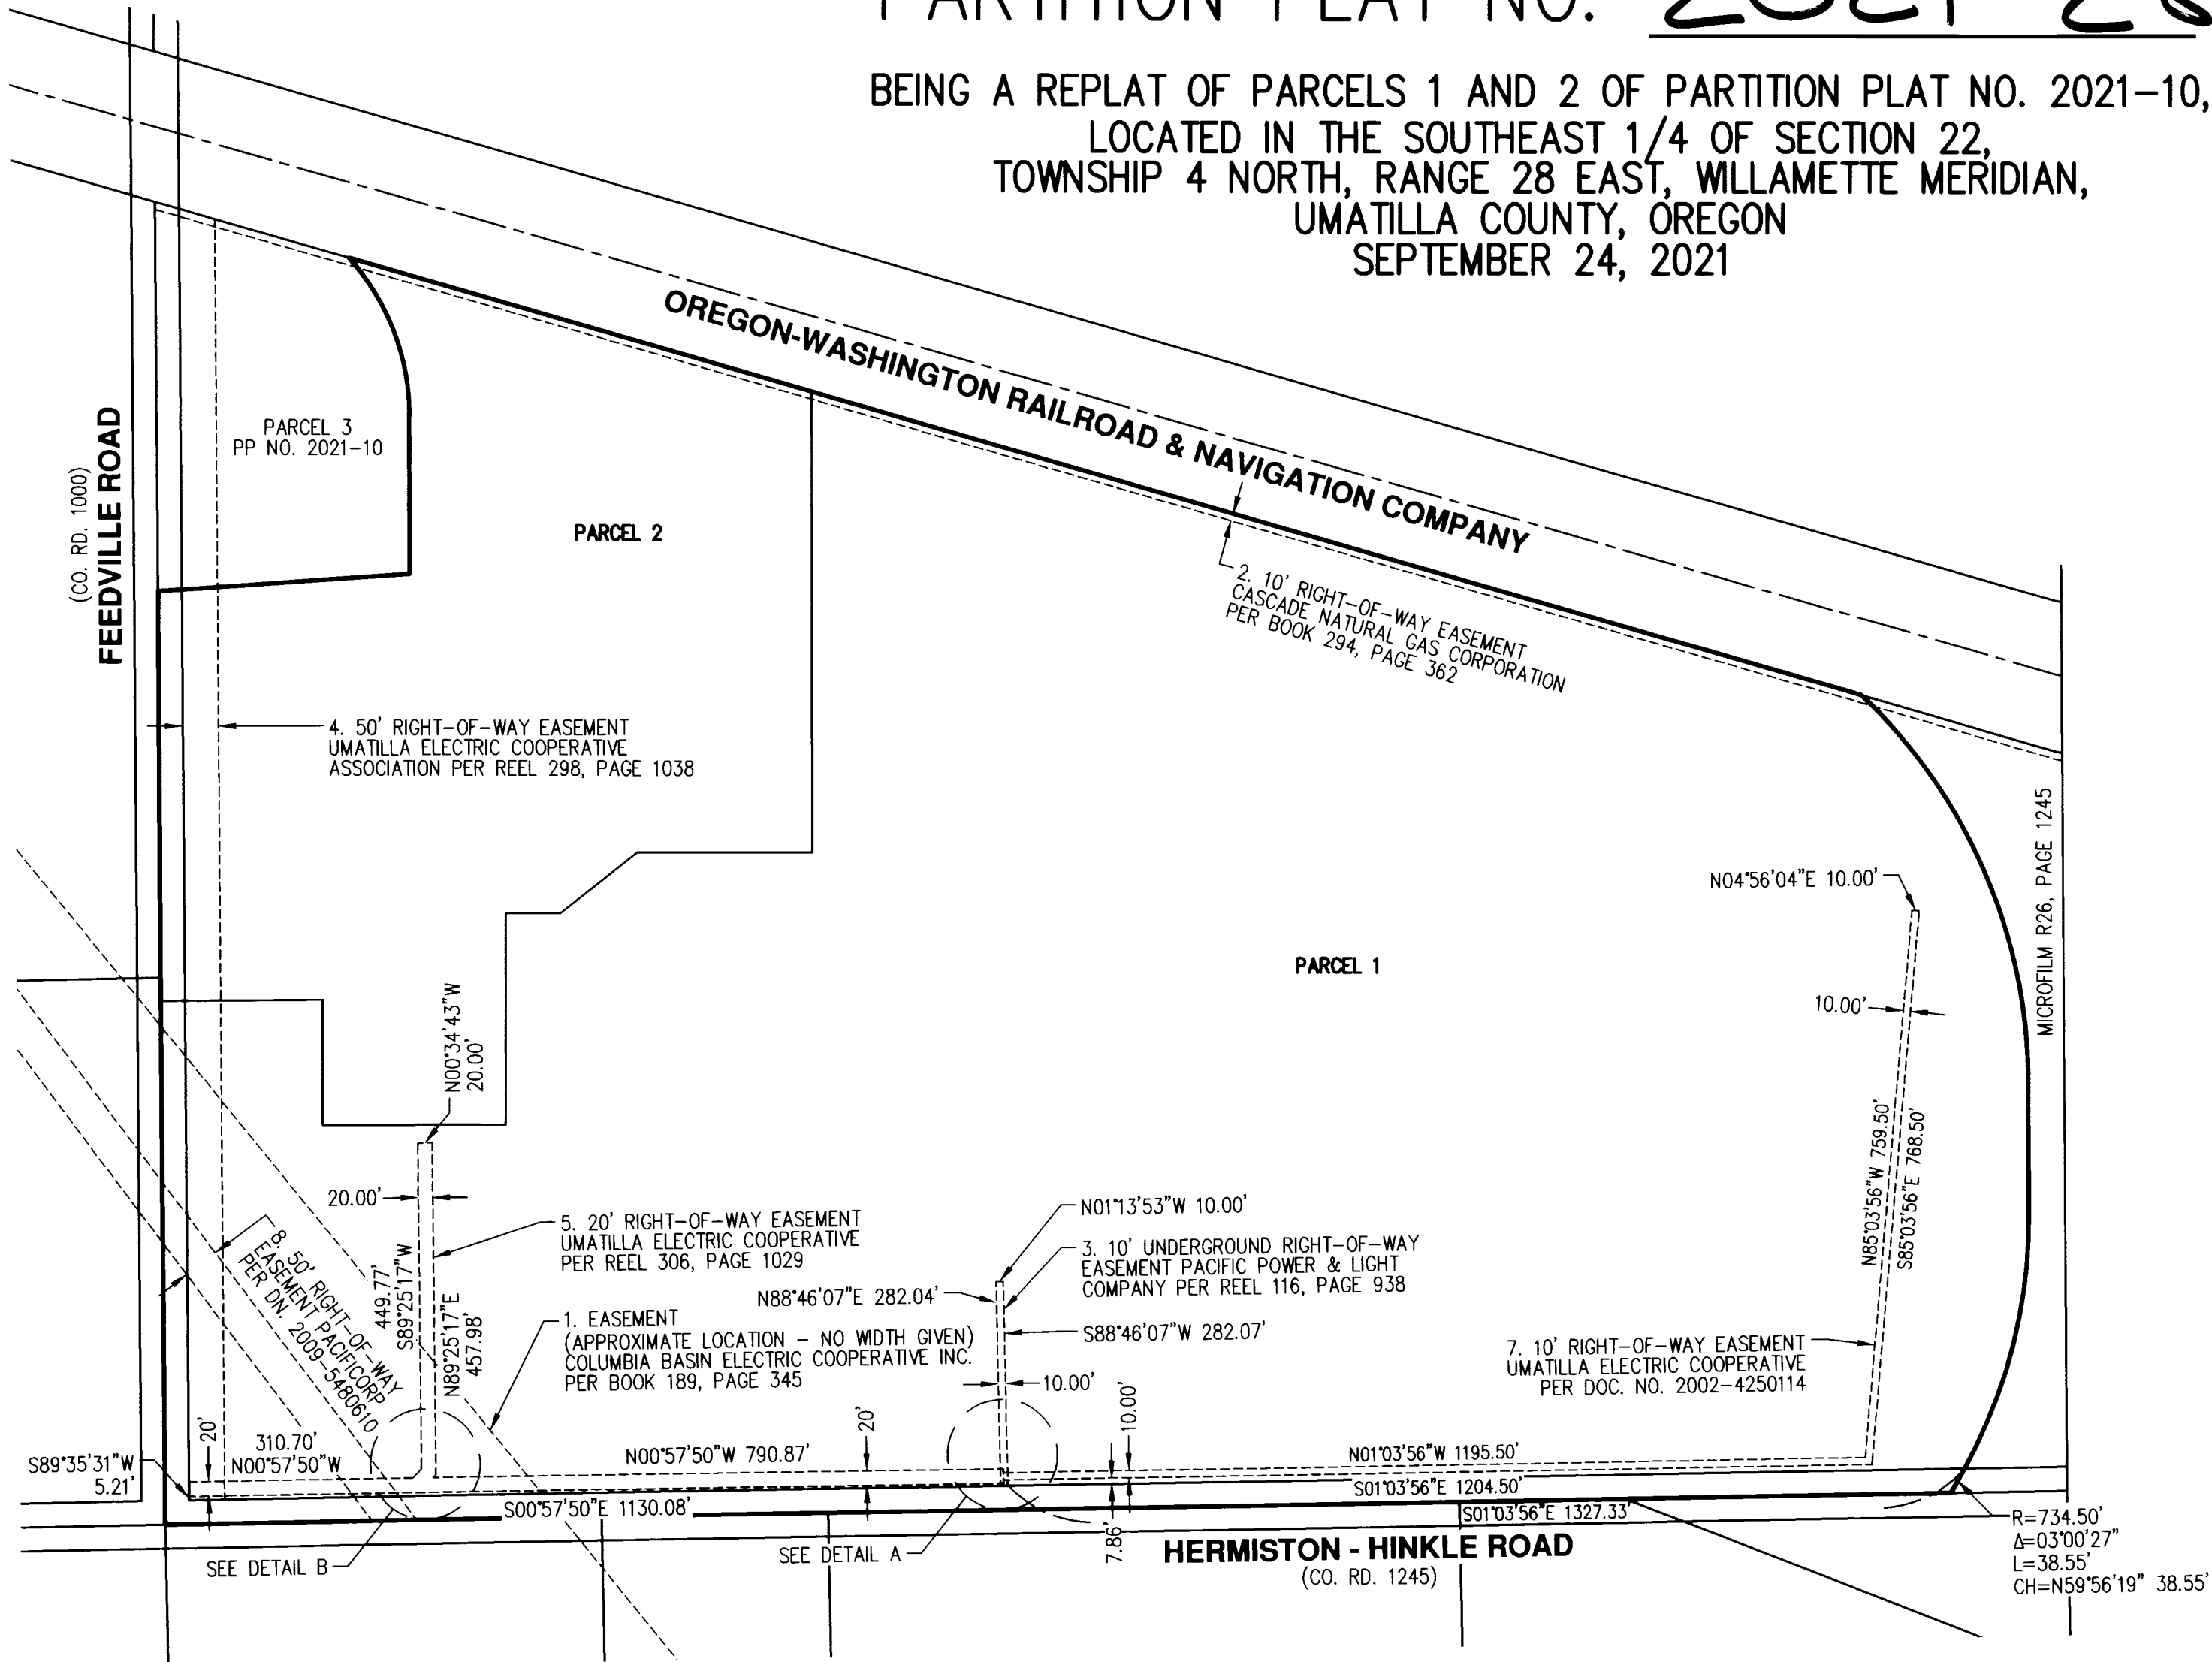 PARTITION PLAT NO. 2021-
BEING A REPLAT OF PARCELS 1 AND 2 OF PARTITION PLAT NO. 2021-10,
LOCATED IN THE SOUTHEAST 1/4 OF SECTION 22,
TOWNSHIP 4 NORTH, RANGE 28 EAST, WILLAMETTE MERIDIAN,
UMATILLA COUNTY, OREGON
SEPTEMBER 24, 2021
OREGON-WASHINGTON RAILROAD & NAVIGATION COMPANY
FEEDVILLE ROAD
(CO. RD. 1000)
PARCEL 3
PP NO. 2021-10
PARCEL 2
2. 10' RIGHT-OF-WAY EASEMENT
CASCADE NATURAL GAS CORPORATION
PER BOOK 294, PAGE 362
4. 50' RIGHT-OF-WAY EASEMENT
UMATILLA ELECTRIC COOPERATIVE
ASSOCIATION PER REEL 298, PAGE 1038
MICROFILM R26, PAGE 1245
N04°56'04"E 10.00'
PARCEL 1
10.00'
N00°34'43"W
20.00'
N85°03'56"W 759.50'
S85°03'56"E 768.50'
20.00'
5. 20' RIGHT-OF-WAY EASEMENT
UMATILLA ELECTRIC COOPERATIVE
PER REEL 306, PAGE 1029
N01°13'53"W 10.00'
3. 10' UNDERGROUND RIGHT-OF-WAY
EASEMENT PACIFIC POWER & LIGHT
COMPANY PER REEL 116, PAGE 938
N88°46'07"E 282.04'
S88°46'07"W 282.07'
8. 50' RIGHT-OF-WAY
EASEMENT PACIFICORP
PER DN. 2009-5480610
449.77'
S89°25'17"W
N89°25'17"E
457.98'
1. EASEMENT
(APPROXIMATE LOCATION - NO WIDTH GIVEN)
COLUMBIA BASIN ELECTRIC COOPERATIVE INC.
PER BOOK 189, PAGE 345
7. 10' RIGHT-OF-WAY EASEMENT
UMATILLA ELECTRIC COOPERATIVE
PER DOC. NO. 2002-4250114
10.00'
10.00'
20'
20'
310.70'
N00°57'50"W
N00°57'50"W 790.87'
N01°03'56"W 1195.50'
S89°35'31"W
5.21'
S01°03'56"E 1204.50'
S00°57'50"E 1130.08'
S01°03'56"E 1327.33'
7.86'
SEE DETAIL B
SEE DETAIL A
HERMISTON - HINKLE ROAD
(CO. RD. 1245)
R=734.50'
Δ=03°00'27"
L=38.55'
CH=N59°56'19" 38.55'